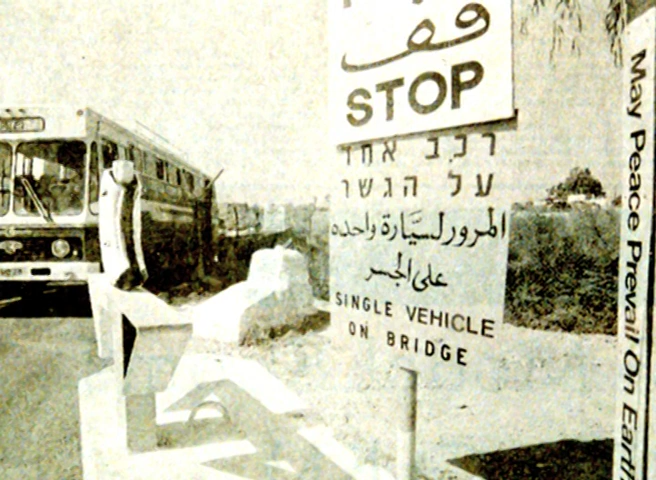 قف
STOP
רכב אחד
על הגשר
المرور لسيارة واحده
على الجسر
SINGLE VEHICLE
ON BRIDGE
May Peace Prevail On Earth